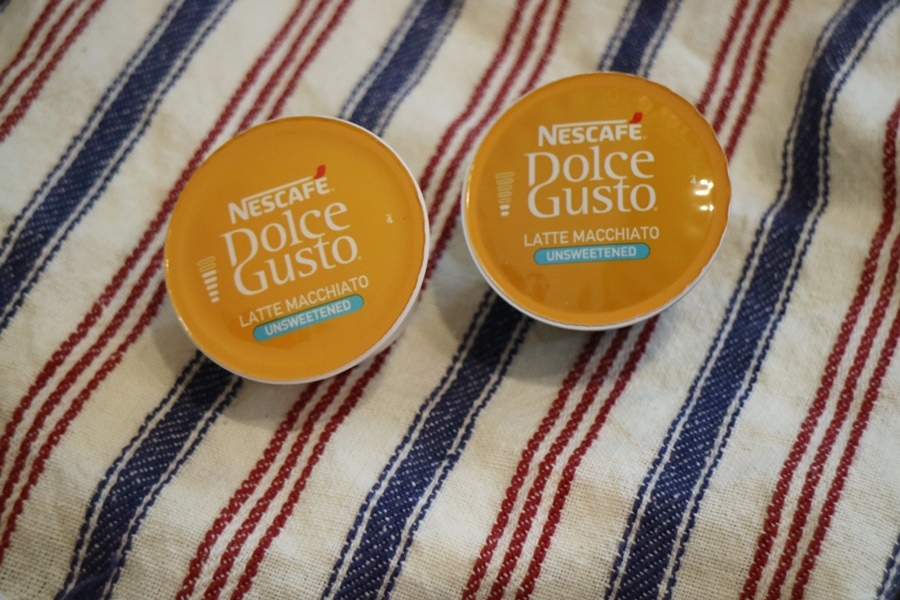 NESCAFÉ
Dolce
Gusto
LATTE MACCHIATO
UNSWEETENED
NESCAFÉ.
Dolce
Gusto
LATTE MACCHIATO
UNSWEETENED